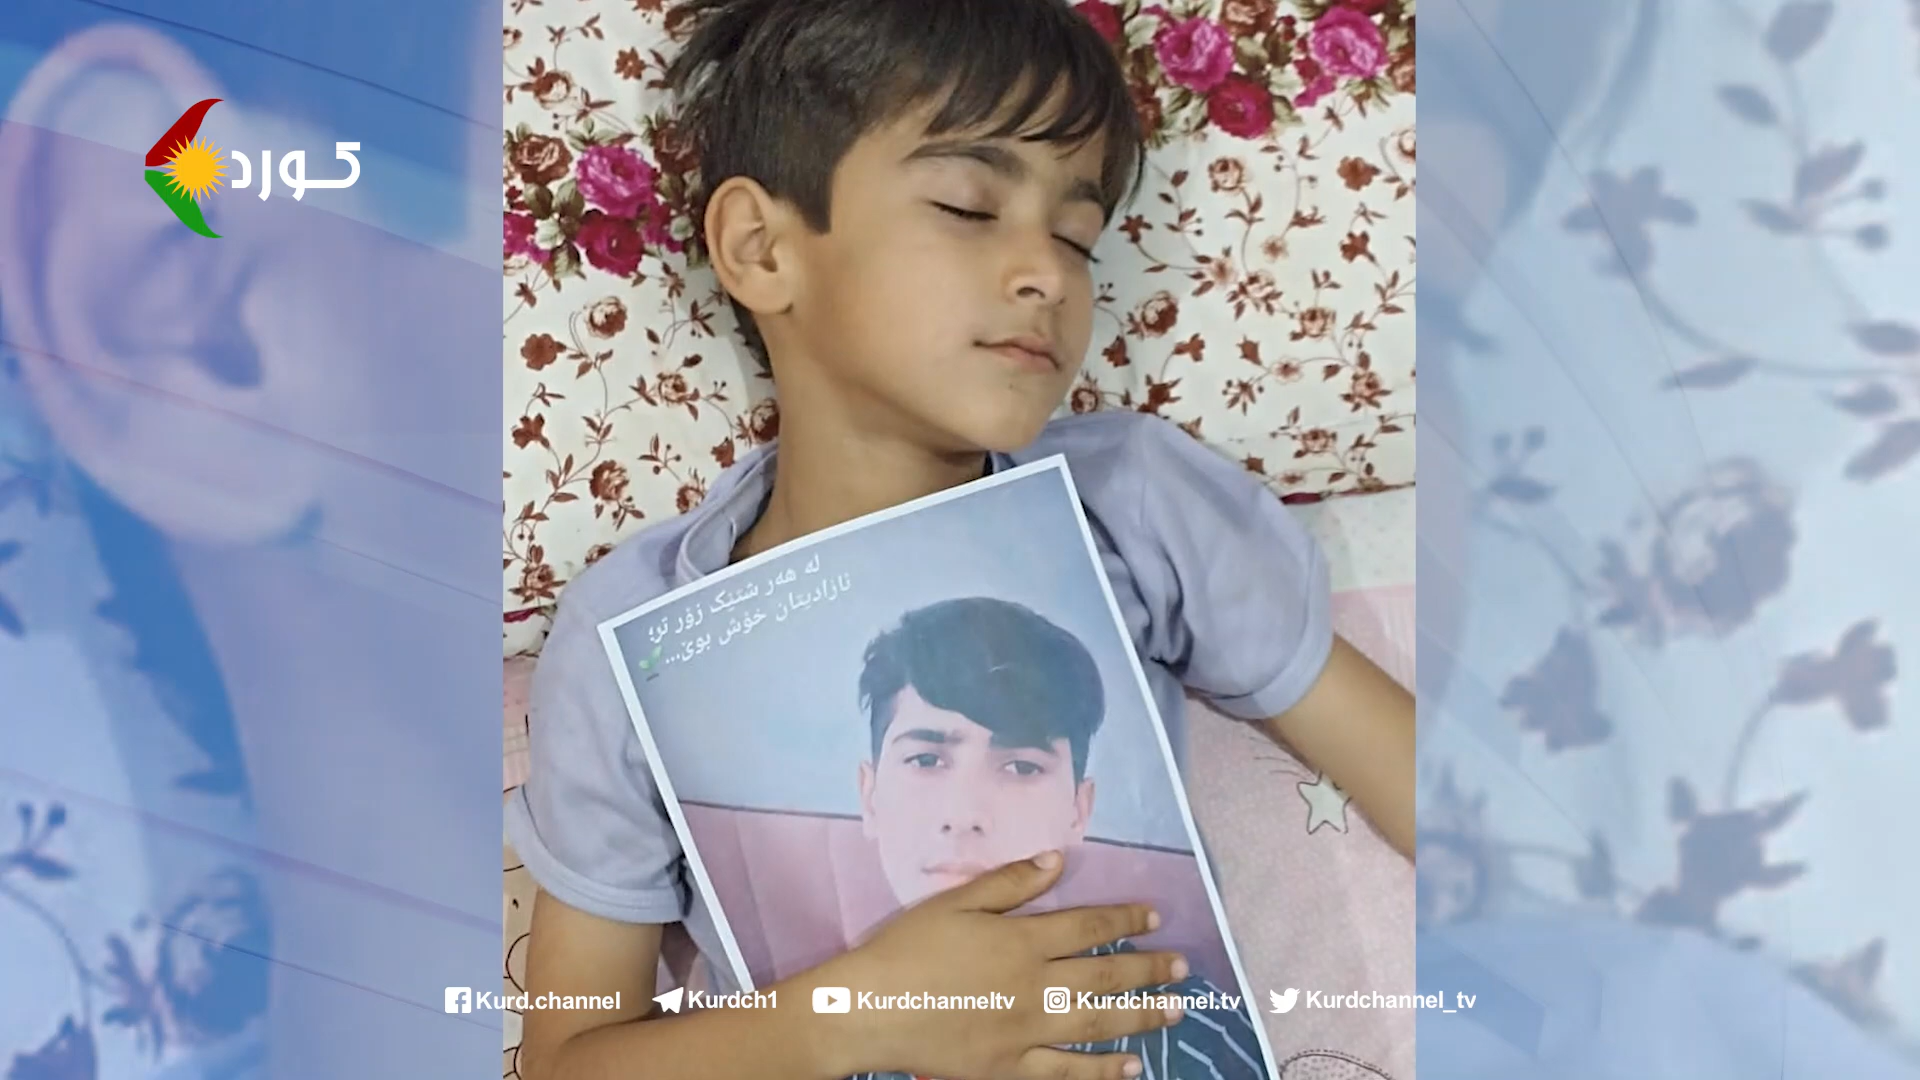 کورد
لە هەر شتێک زۆر تر؛
ئازادیتان خۆش بوێ...
Kurd.channel
Kurdch1
Kurdchanneltv
Kurdchannel.tv
Kurdchannel_tv